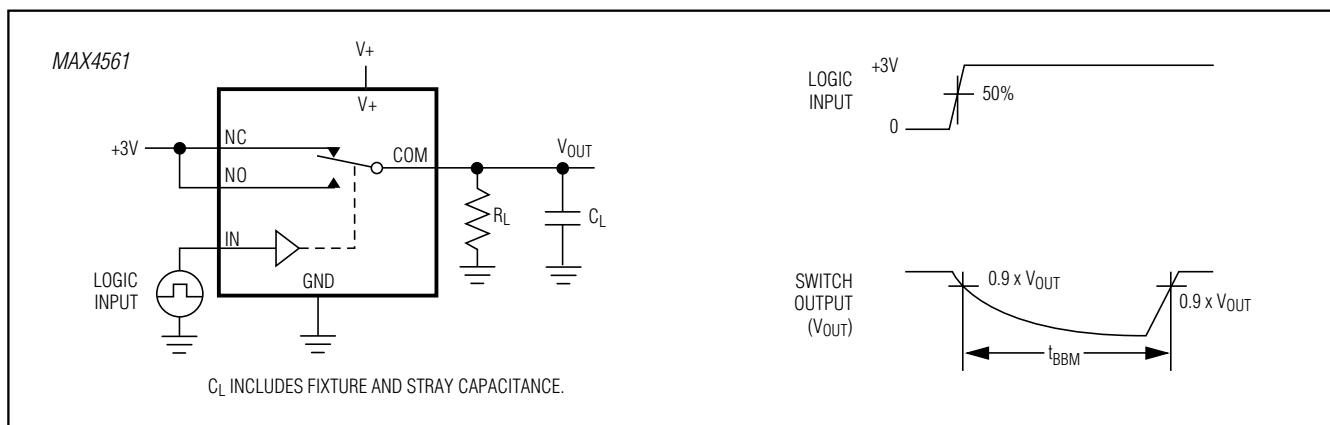 MAX4561
V+
V+
+3V
NC
NO
COM
VOUT
RL
CL
IN
LOGIC
INPUT
GND
CL INCLUDES FIXTURE AND STRAY CAPACITANCE.
LOGIC
INPUT
+3V
50%
0
SWITCH
OUTPUT
(VOUT)
0.9 x VOUT
0.9 x VOUT
tBBM